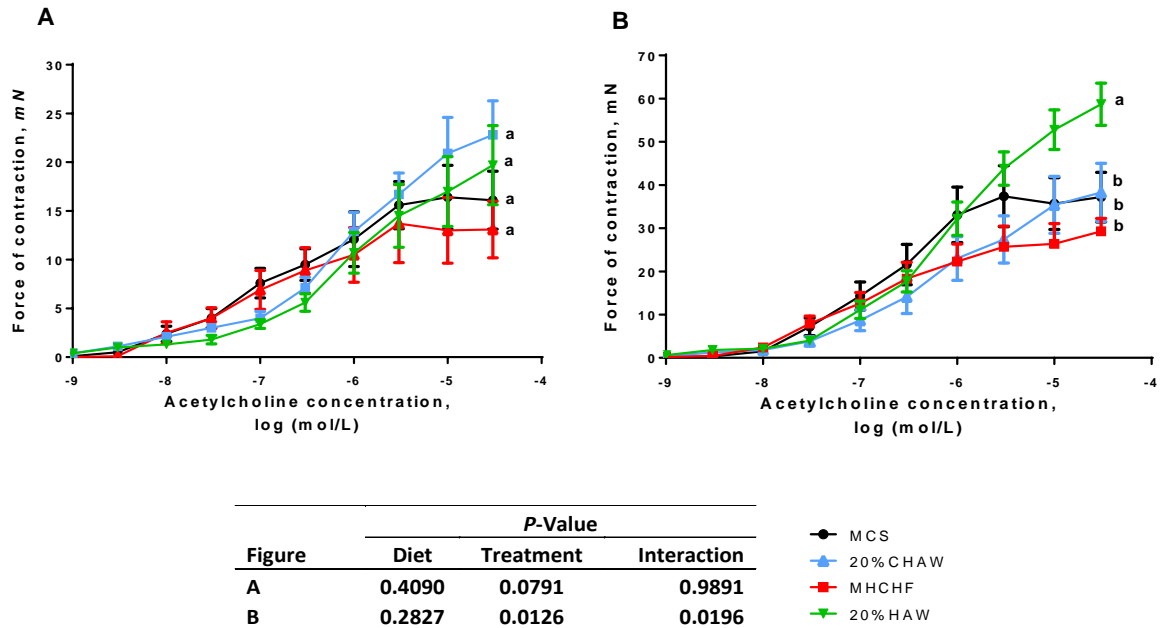 A
30
25
20
15
10
5
0
Force of contraction, mN
a
a
a
a
-9 -8 -7 -6 -5 -4
Acetylcholine concentration,
log (mol/L)
B
70
60
50
40
30
20
10
0
Force of contraction, mN
a
b
b
b
-9 -8 -7 -6 -5 -4
Acetylcholine concentration,
log (mol/L)
P-Value
Figure Diet Treatment Interaction
A 0.4090 0.0791 0.9891
B 0.2827 0.0126 0.0196
MCS
20%CHAW
MHCHF
20%HAW